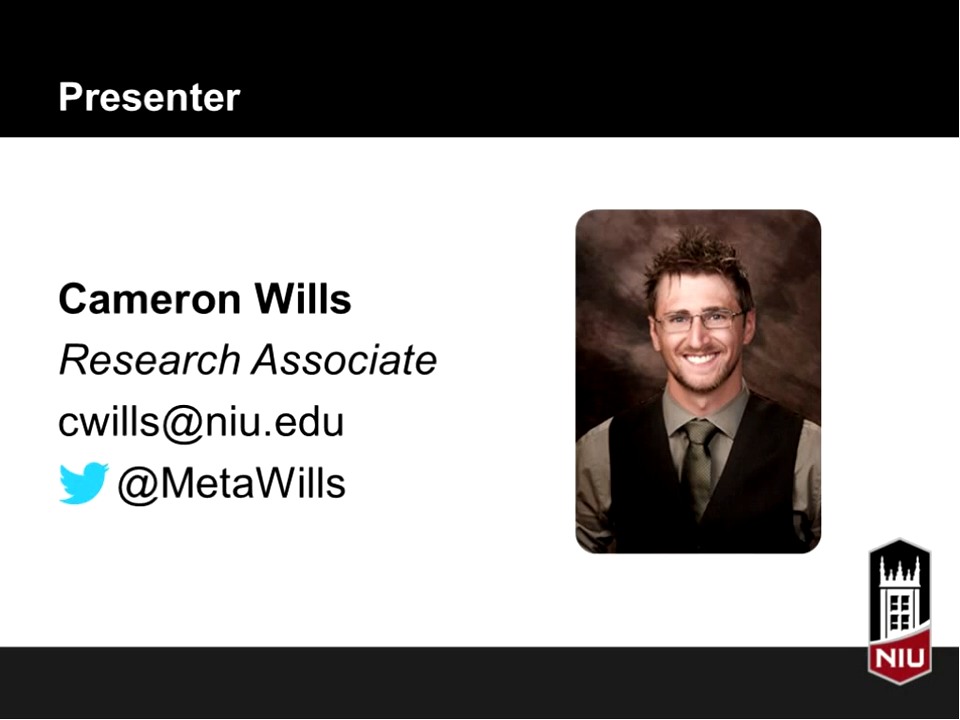 Presenter
Cameron Wills
Research Associate
cwills@niu.edu
@MetaWills
NIU